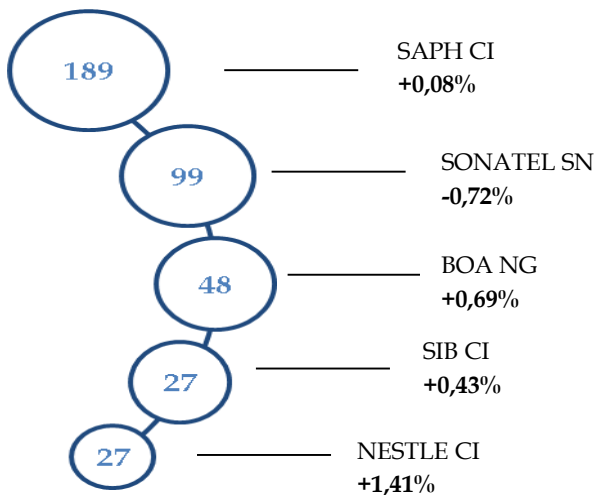 189
SAPH CI
+0,08%
99
SONATEL SN
-0,72%
48
BOA NG
+0,69%
27
SIB CI
+0,43%
27
NESTLE CI
+1,41%